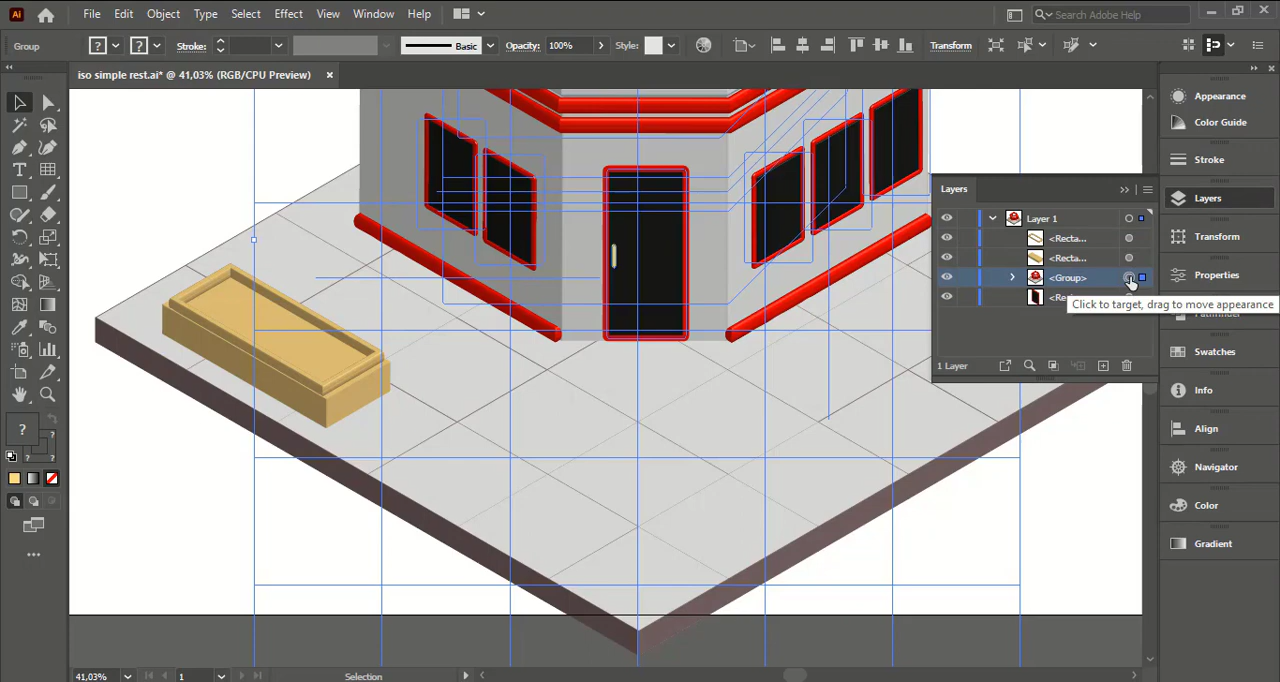 Ai File Edit Object Type Select Effect View Window Help Search Adobe Help
Group ? ? Stroke: Basic Opacity: 100% Style: Transform
iso simple rest.ai* @ 41,03% (RGB/CPU Preview) ×
Appearance
Color Guide
Stroke
Layers
Transform
Properties
Swatches
Info
Align
Navigator
Color
Gradient
Layers
Layer 1
<Recta...
<Recta...
<Group>
Click to target, drag to move appearance
1 Layer
?
41,03% 1 Selection